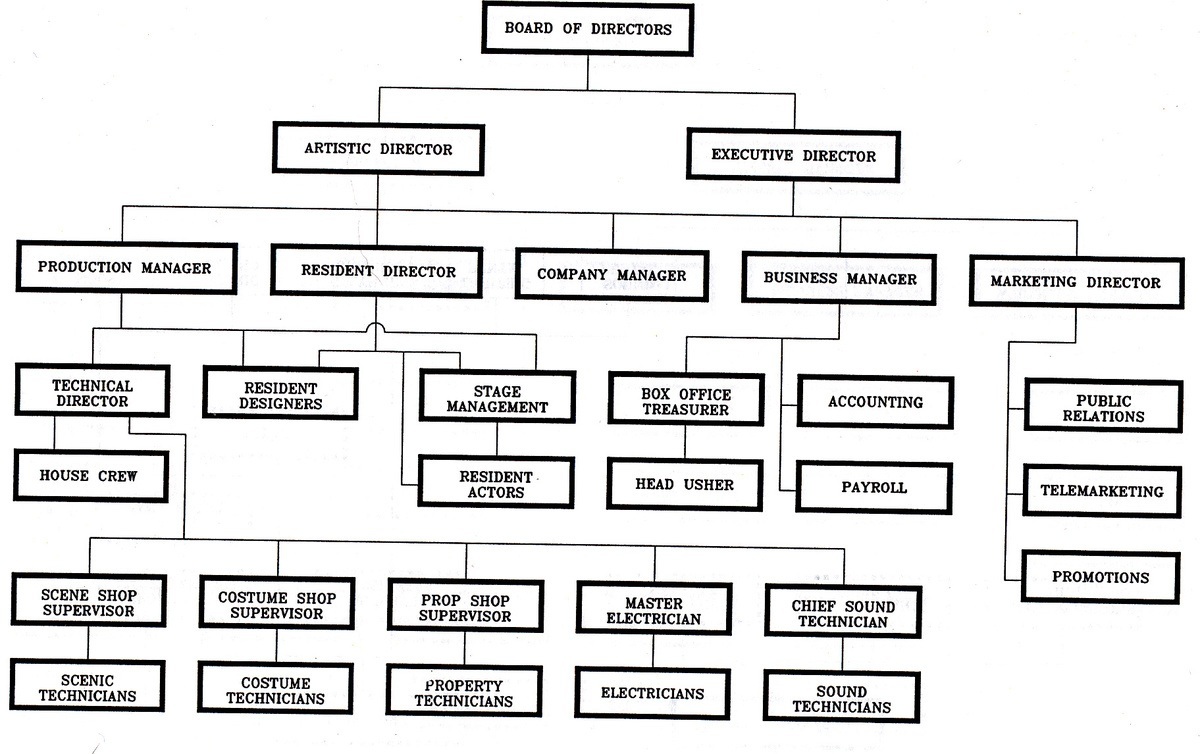 BOARD OF DIRECTORS
ARTISTIC DIRECTOR
EXECUTIVE DIRECTOR
PRODUCTION MANAGER
RESIDENT DIRECTOR
COMPANY MANAGER
BUSINESS MANAGER
MARKETING DIRECTOR
TECHNICAL
DIRECTOR
RESIDENT
DESIGNERS
STAGE
MANAGEMENT
BOX OFFICE
TREASURER
ACCOUNTING
PUBLIC
RELATIONS
HOUSE CREW
RESIDENT
ACTORS
HEAD USHER
PAYROLL
TELEMARKETING
PROMOTIONS
SCENE SHOP
SUPERVISOR
COSTUME SHOP
SUPERVISOR
PROP SHOP
SUPERVISOR
MASTER
ELECTRICIAN
CHIEF SOUND
TECHNICIAN
SCENIC
TECHNICIANS
COSTUME
TECHNICIANS
PROPERTY
TECHNICIANS
ELECTRICIANS
SOUND
TECHNICIANS